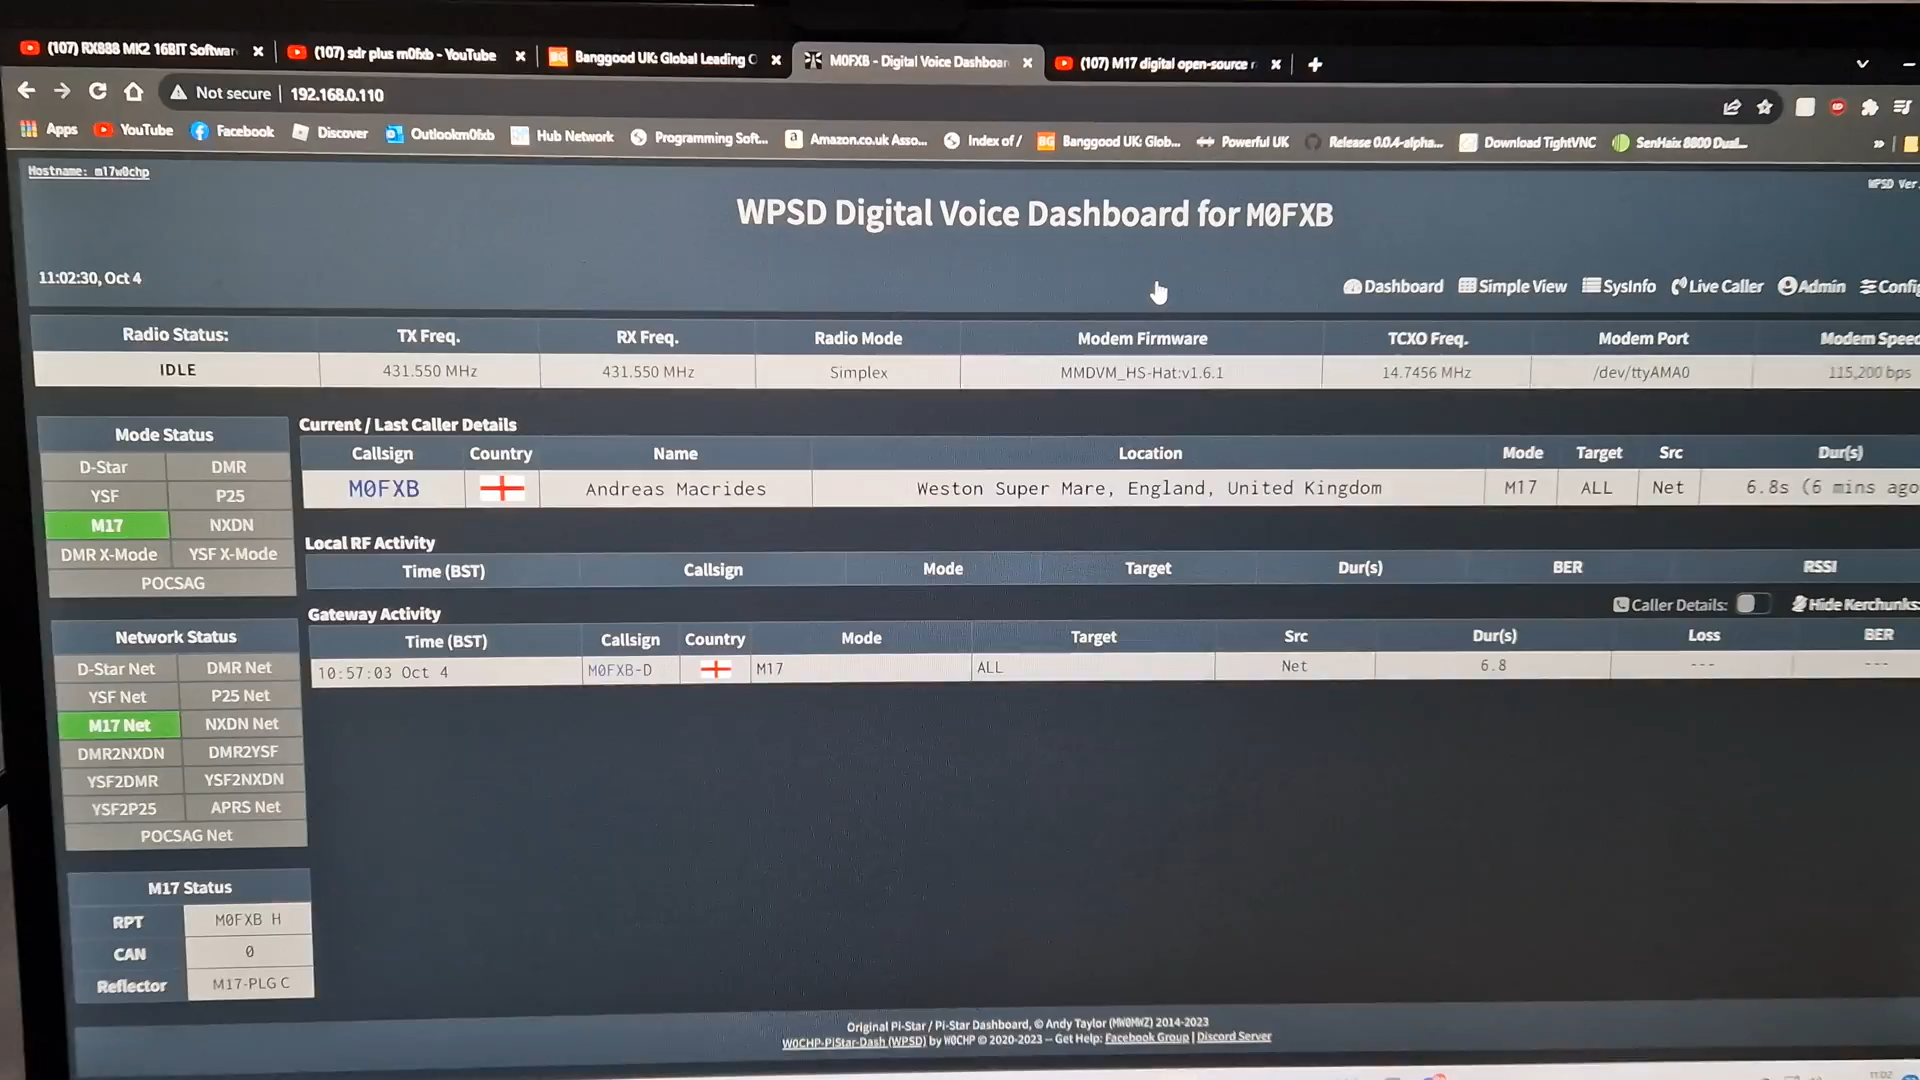 (107) RX888 MK2 16BIT Softwar
(107) sdr plus m0fxb - YouTube
Banggood UK: Global Leading C
M0FXB - Digital Voice Dashboar
(107) M17 digital open-source r
Not secure | 192.168.0.110
Apps YouTube Facebook Discover Outlookm0fxb Hub Network Programming Soft... Amazon.co.uk Asso... Index of / Banggood UK: Glob... Powerful UK Release 0.0.4-alpha... Download TightVNC SenHaix 8800 Dual... »
Hostname: m17w0chp
WPSD Ver.
WPSD Digital Voice Dashboard for M0FXB
11:02:30, Oct 4
Dashboard Simple View SysInfo Live Caller Admin Config
Radio Status: TX Freq. RX Freq. Radio Mode Modem Firmware TCXO Freq. Modem Port Modem Speed
IDLE 431.550 MHz 431.550 MHz Simplex MMDVM_HS-Hat:v1.6.1 14.7456 MHz /dev/ttyAMA0 115,200 bps
Mode Status
D-Star DMR
YSF P25
M17 NXDN
DMR X-Mode YSF X-Mode
POCSAG
Network Status
D-Star Net DMR Net
YSF Net P25 Net
M17 Net NXDN Net
DMR2NXDN DMR2YSF
YSF2DMR YSF2NXDN
YSF2P25 APRS Net
POCSAG Net
M17 Status
RPT M0FXB H
CAN 0
Reflector M17-PLG C
Current / Last Caller Details
Callsign Country Name Location Mode Target Src Dur(s)
M0FXB Andreas Macrides Weston Super Mare, England, United Kingdom M17 ALL Net 6.8s (6 mins ago
Local RF Activity
Time (BST) Callsign Mode Target Dur(s) BER RSSI
Gateway Activity
Caller Details: Hide Kerchunks:
Time (BST) Callsign Country Mode Target Src Dur(s) Loss BER
10:57:03 Oct 4 M0FXB-D M17 ALL Net 6.8 --- ---
Original Pi-Star / Pi-Star Dashboard, © Andy Taylor (MW0MWZ) 2014-2023
W0CHP-PiStar-Dash (WPSD) by W0CHP © 2020-2023 — Get Help: Facebook Group | Discord Server
11:02